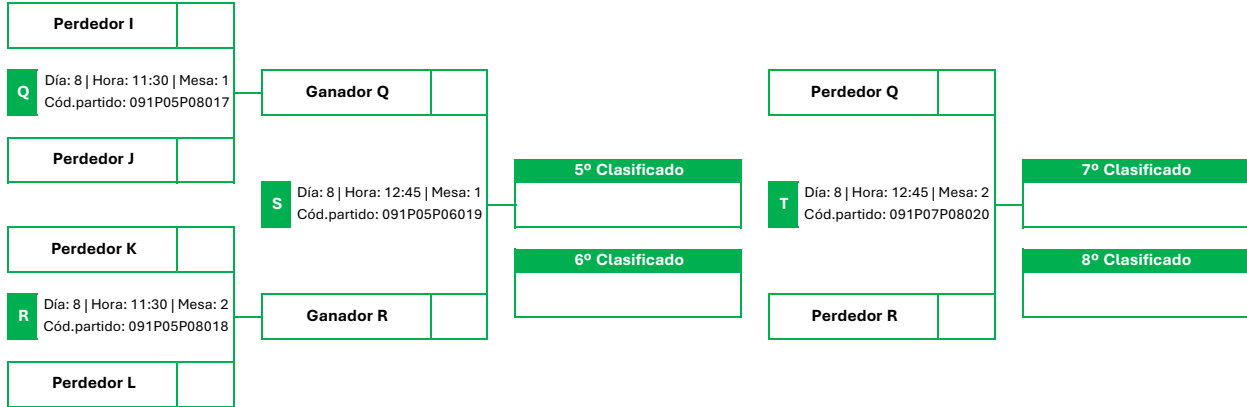 Perdedor I
Q
Día: 8 | Hora: 11:30 | Mesa: 1
Cód.partido: 091P05P08017
Perdedor J
Perdedor K
R
Día: 8 | Hora: 11:30 | Mesa: 2
Cód.partido: 091P05P08018
Perdedor L
Ganador Q
S
Día: 8 | Hora: 12:45 | Mesa: 1
Cód.partido: 091P05P06019
Ganador R
5º Clasificado
6º Clasificado
Perdedor Q
T
Día: 8 | Hora: 12:45 | Mesa: 2
Cód.partido: 091P07P08020
Perdedor R
7º Clasificado
8º Clasificado